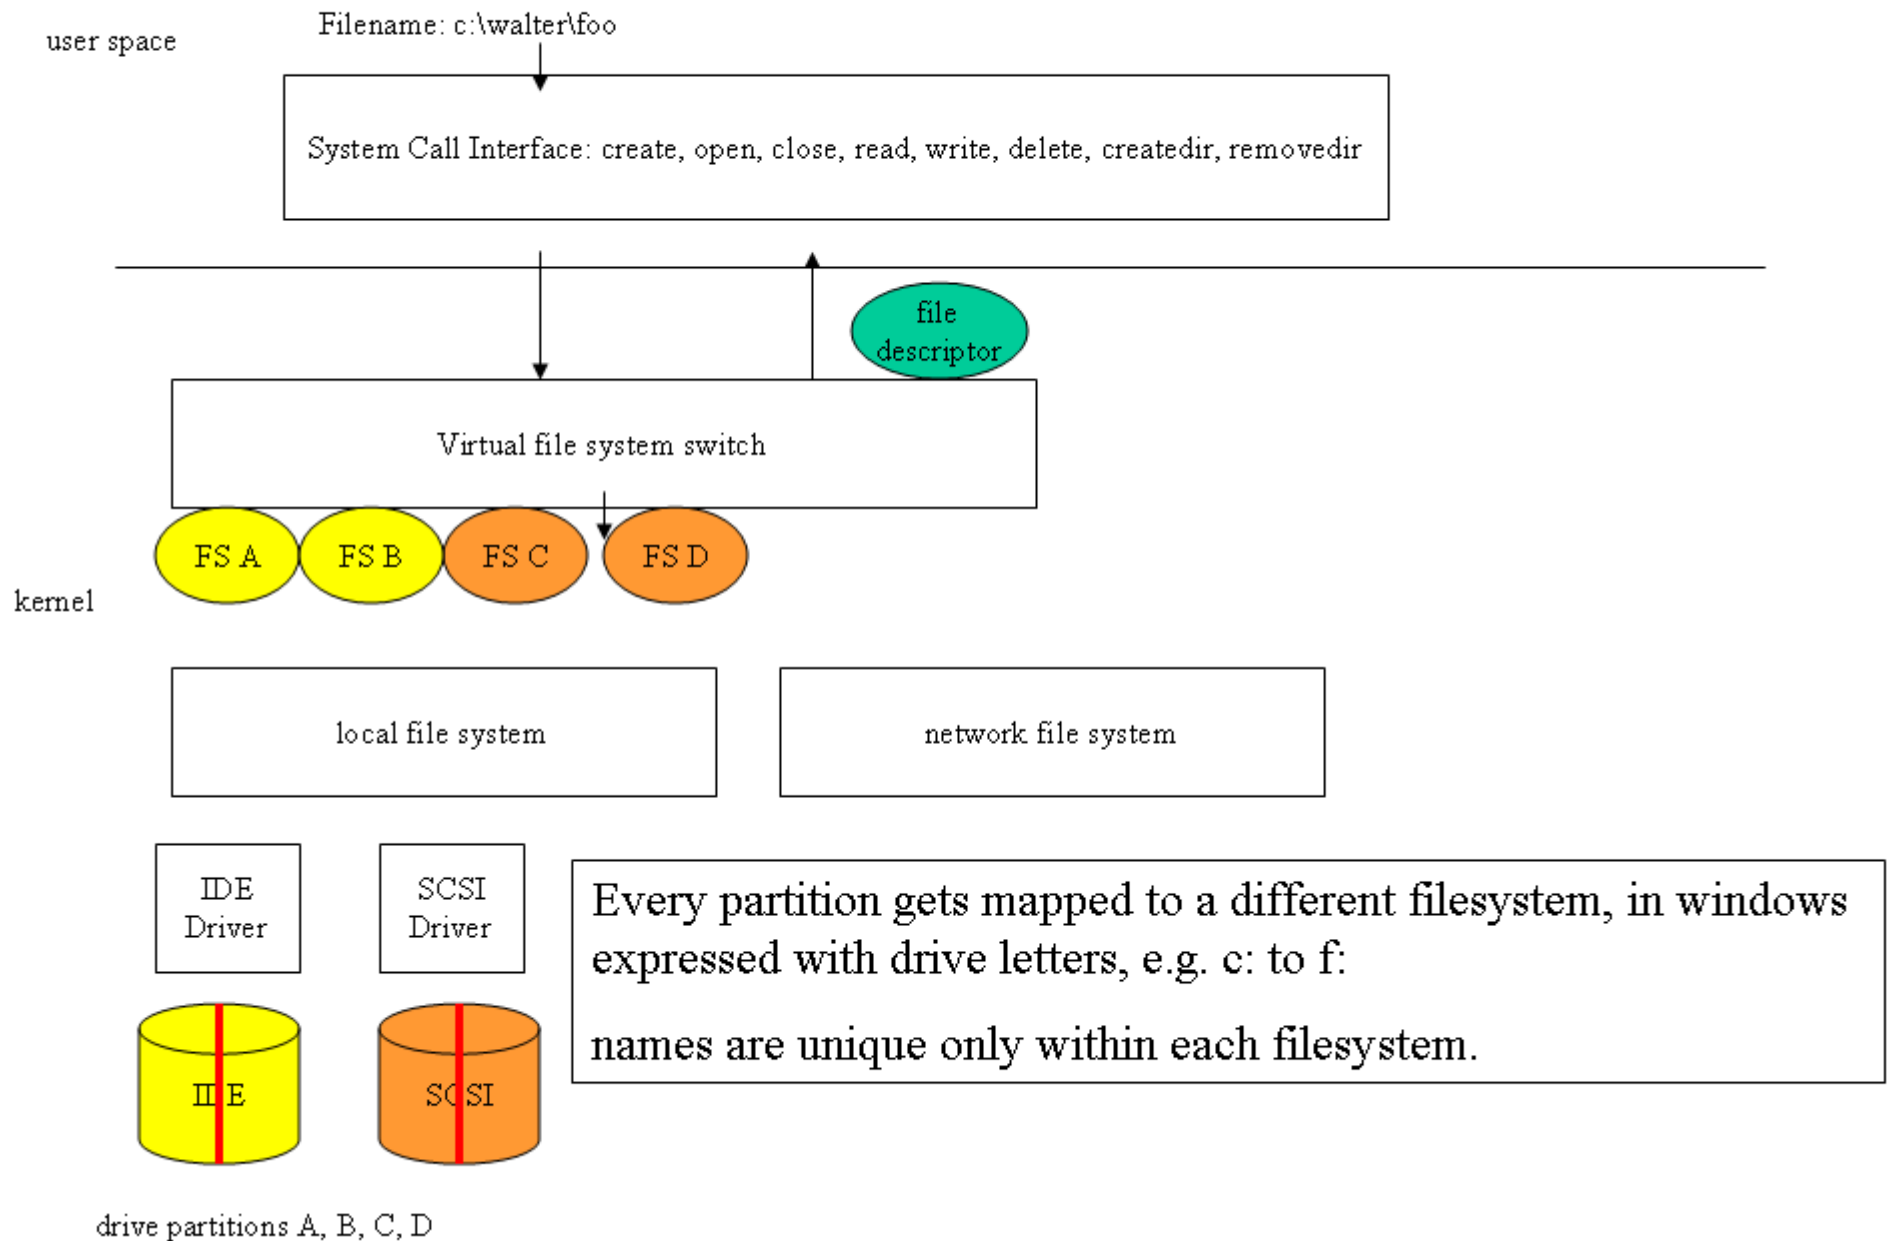 Filename: c:\walter\foo
user space
System Call Interface: create, open, close, read, write, delete, createdir, removedir
file
descriptor
Virtual file system switch
FS A
FS B
FS C
FS D
kernel
local file system
network file system
IDE
Driver
SCSI
Driver
Every partition gets mapped to a different filesystem, in windows
expressed with drive letters, e.g. c: to f:
names are unique only within each filesystem.
IDE
SCSI
drive partitions A, B, C, D